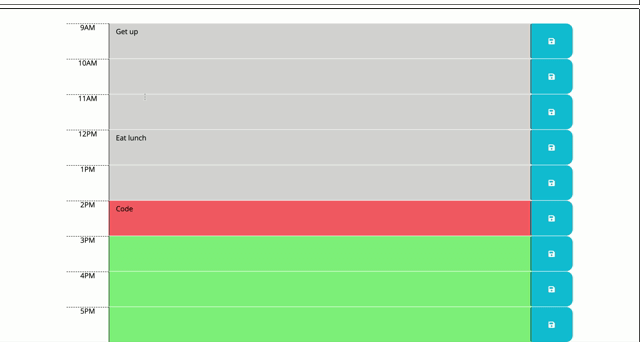 9AM
Get up
10AM
11AM
12PM
Eat lunch
1PM
2PM
Code
3PM
4PM
5PM